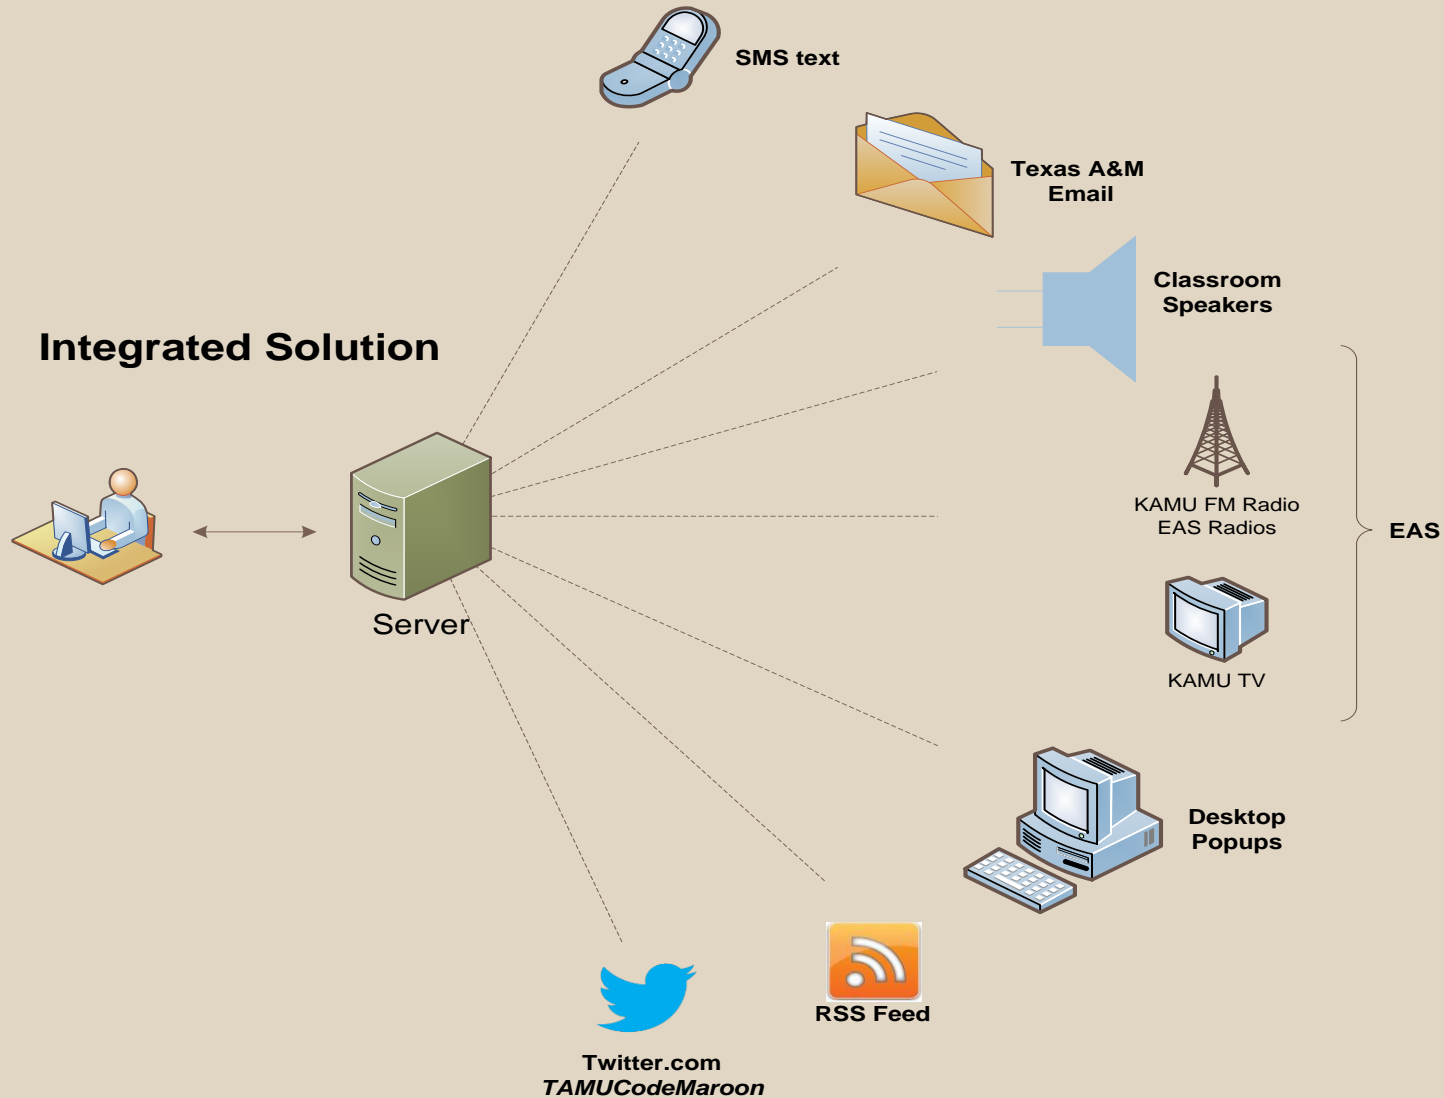 SMS text
Texas A&M
Email
Classroom
Speakers
Integrated Solution
KAMU FM Radio
EAS Radios
EAS
Server
KAMU TV
Desktop
Popups
RSS Feed
Twitter.com
TAMUCodeMaroon